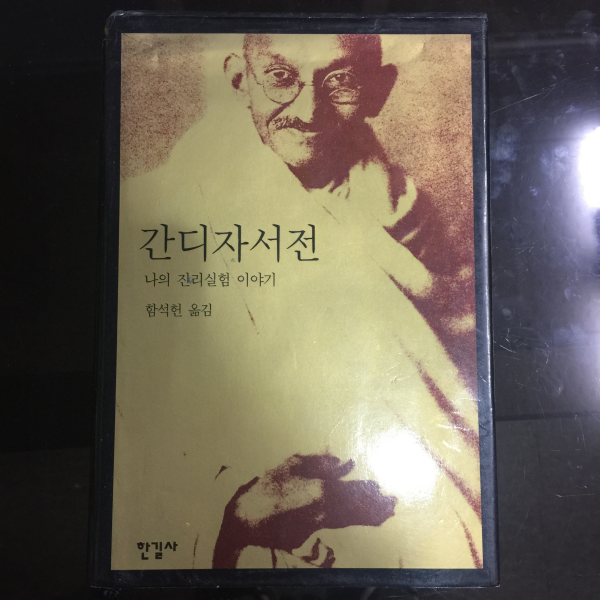 간디자서전
나의 진리실험 이야기
함석헌 옮김
한길사